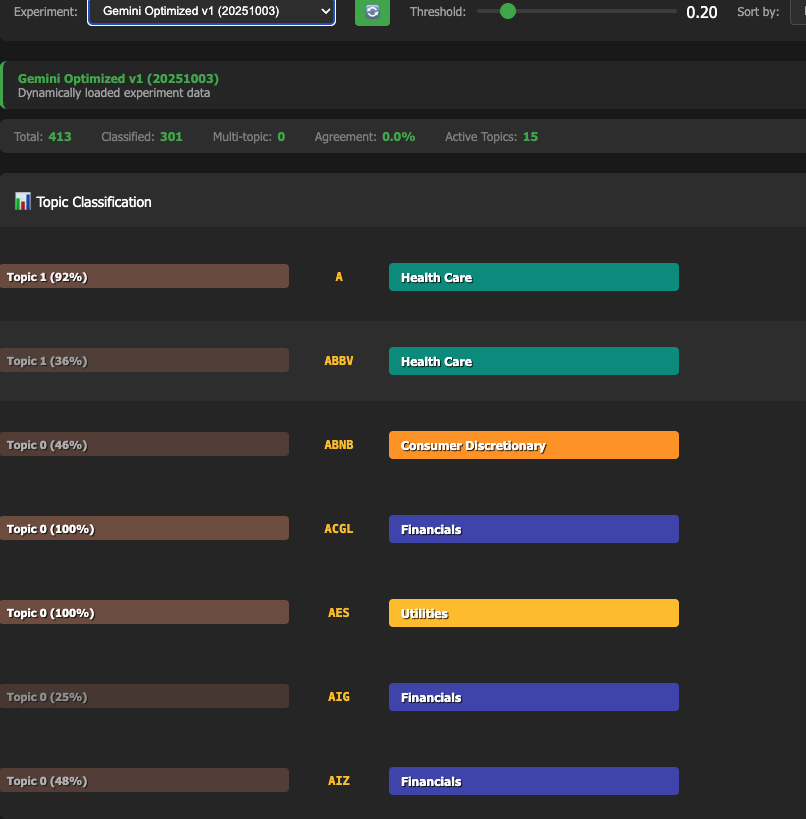 Experiment: Gemini Optimized v1 (20251003) Threshold: 0.20 Sort by:
Gemini Optimized v1 (20251003)
Dynamically loaded experiment data
Total: 413 Classified: 301 Multi-topic: 0 Agreement: 0.0% Active Topics: 15
Topic Classification
Topic 1 (92%) A Health Care
Topic 1 (36%) ABBV Health Care
Topic 0 (46%) ABNB Consumer Discretionary
Topic 0 (100%) ACGL Financials
Topic 0 (100%) AES Utilities
Topic 0 (25%) AIG Financials
Topic 0 (48%) AIZ Financials